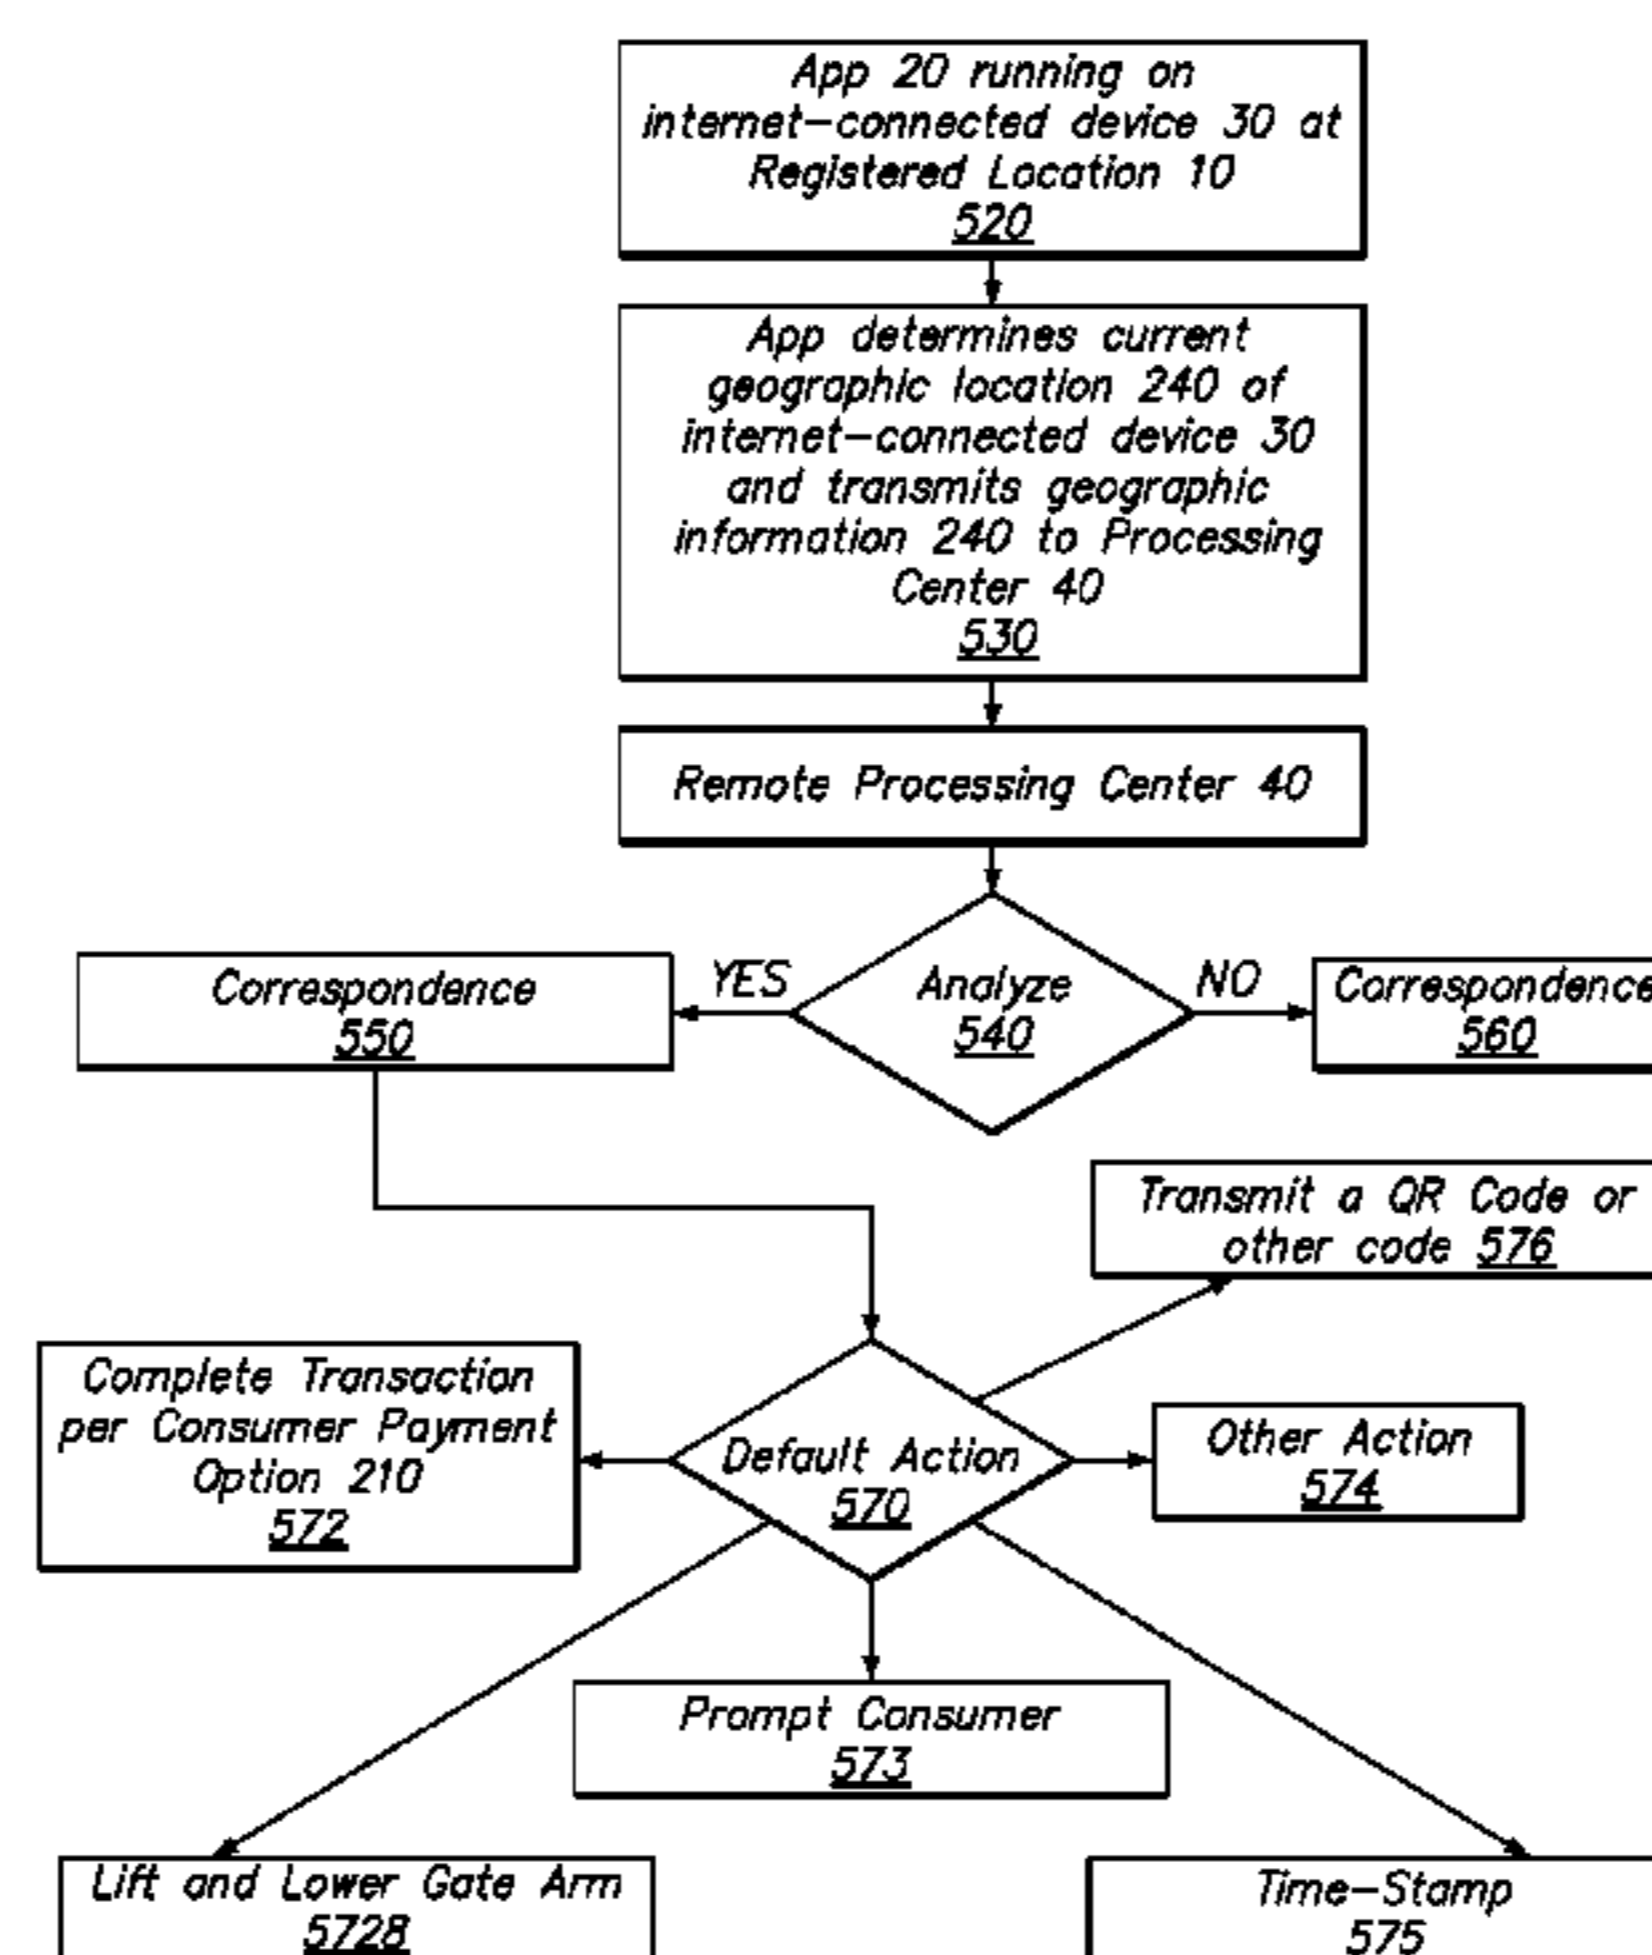 App 20 running on
internet-connected device 30 at
Registered Location 10
520
App determines current
geographic location 240 of
internet-connected device 30
and transmits geographic
information 240 to Processing
Center 40
530
Remote Processing Center 40
Correspondence
550
YES
Analyze
540
NO
Correspondence
560
Transmit a QR Code or
other code 576
Complete Transaction
per Consumer Payment
Option 210
572
Default Action
570
Other Action
574
Prompt Consumer
573
Lift and Lower Gate Arm
5728
Time-Stamp
575